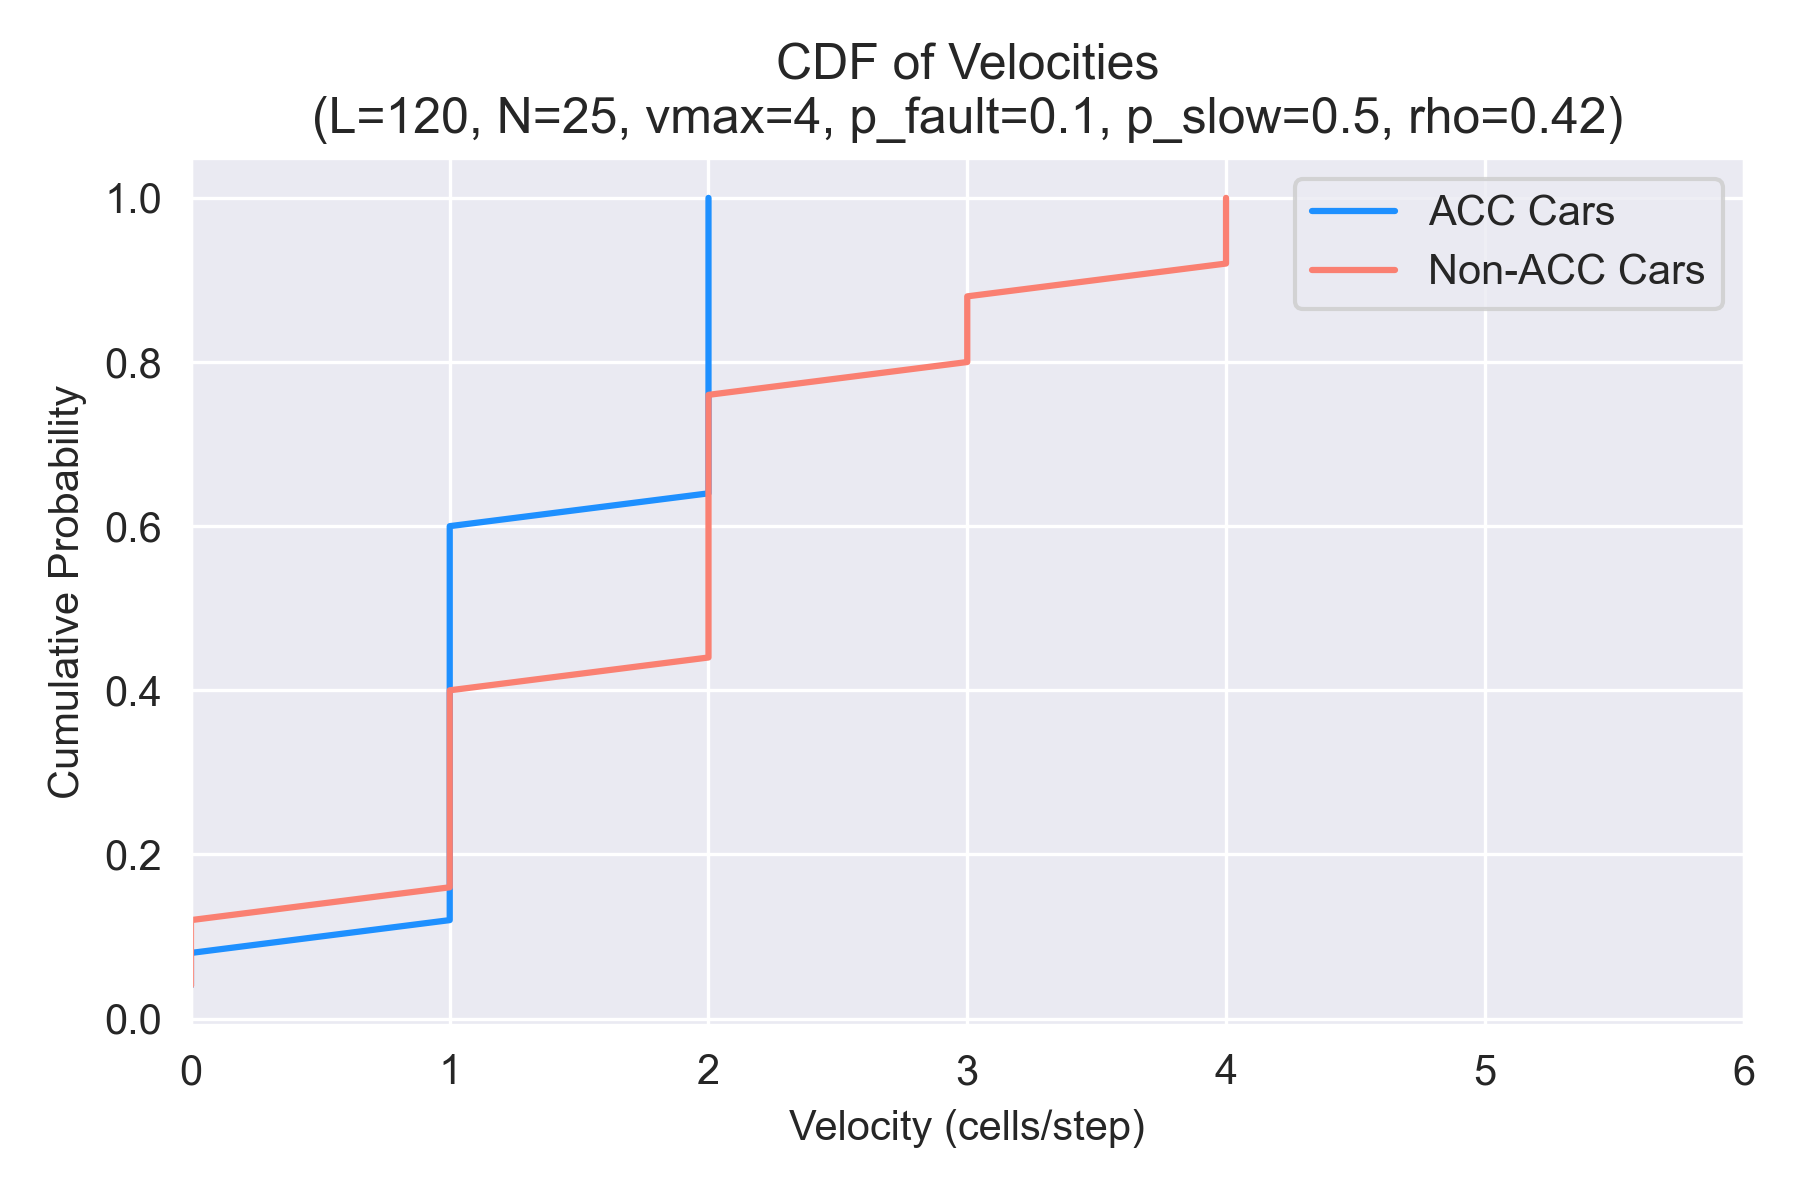 CDF of Velocities
(L=120, N=25, vmax=4, p_fault=0.1, p_slow=0.5, rho=0.42)
ACC Cars
Non-ACC Cars
Cumulative Probability
1.0
0.8
0.6
0.4
0.2
0.0
0 1 2 3 4 5 6
Velocity (cells/step)